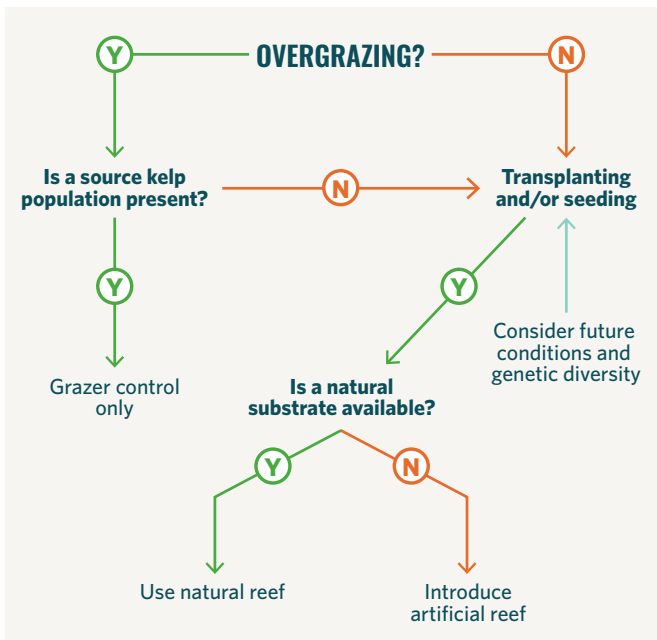 Y
OVERGRAZING?
N
Is a source kelp
population present?
N
Transplanting
and/or seeding
Y
Y
Consider future
conditions and
genetic diversity
Grazer control
only
Is a natural
substrate available?
Y
N
Use natural reef
Introduce
artificial reef